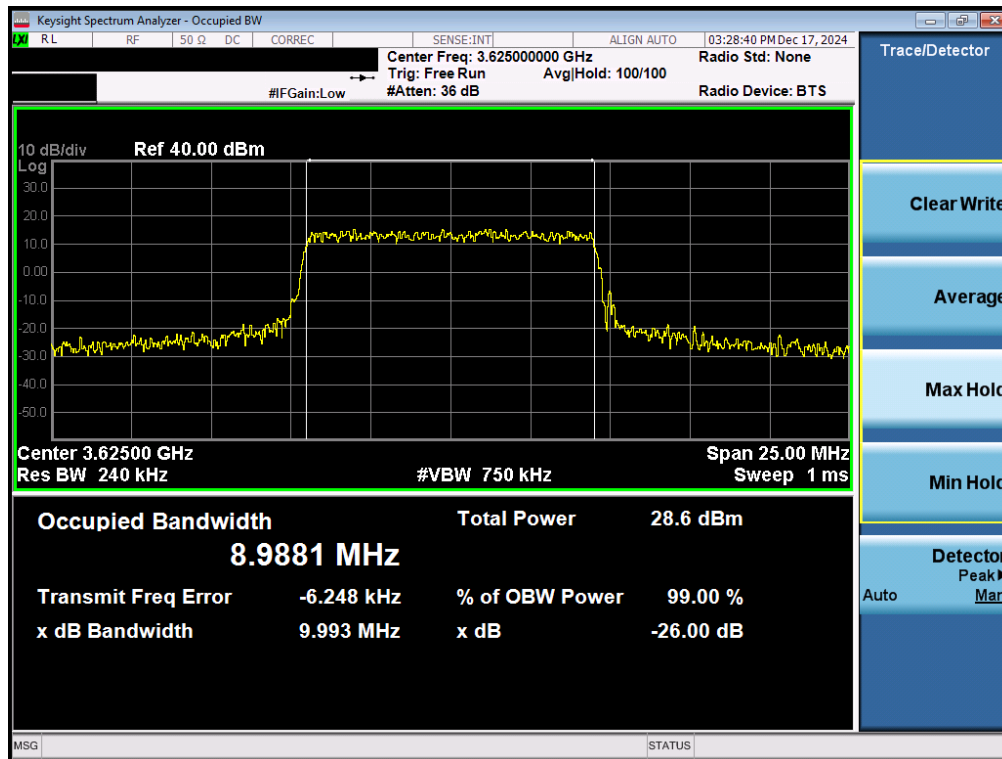 Keysight Spectrum Analyzer - Occupied BW
LXI RL RF 50 Ω DC CORREC SENSE:INT ALIGN AUTO 03:28:40 PM Dec 17, 2024
Center Freq: 3.625000000 GHz Radio Std: None
Trig: Free Run Avg|Hold: 100/100
#IFGain:Low #Atten: 36 dB Radio Device: BTS
Trace/Detector
10 dB/div Ref 40.00 dBm
Log
30.0
20.0
10.0
0.00
-10.0
-20.0
-30.0
-40.0
-50.0
Center 3.62500 GHz Span 25.00 MHz
Res BW 240 kHz #VBW 750 kHz Sweep 1 ms
Occupied Bandwidth Total Power 28.6 dBm
8.9881 MHz
Transmit Freq Error -6.248 kHz % of OBW Power 99.00 %
x dB Bandwidth 9.993 MHz x dB -26.00 dB
Clear Write
Average
Max Hold
Min Hold
Detector
Peak
Auto Man
MSG STATUS